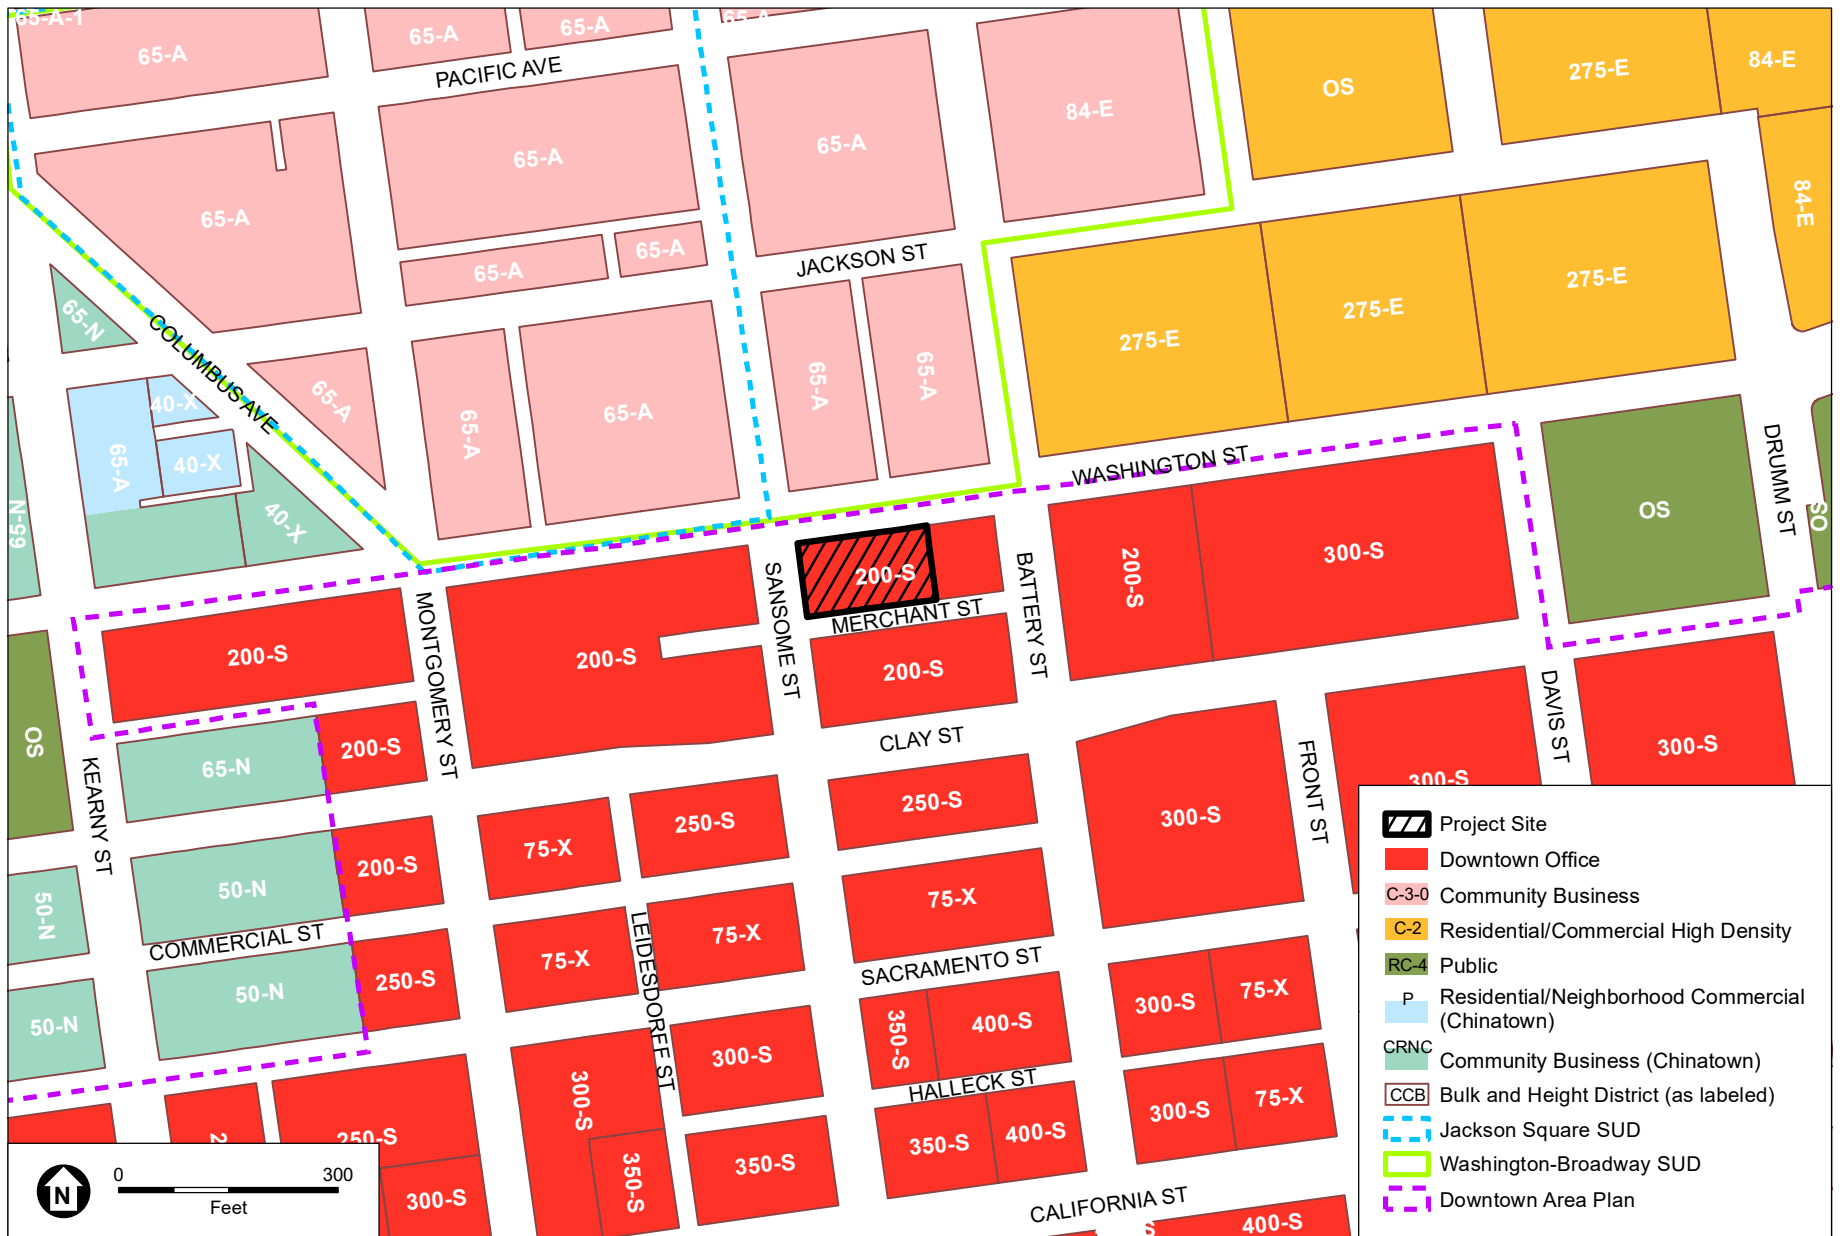 65-A-1
65-A
65-A
65-A
65-A
PACIFIC AVE
84-E
OS
275-E
84-E
65-A
65-A
65-A
84-E
65-A
65-A
JACKSON ST
275-E
275-E
275-E
65-N
COLUMBUS AVE
65-A
65-A
65-A
65-A
65-A
40-X
65-A
40-X
40-X
65-N
WASHINGTON ST
OS
DRUMM ST
OS
200-S
300-S
200-S
MERCHANT ST
SANSOME ST
BATTERY ST
200-S
MONTGOMERY ST
200-S
200-S
CLAY ST
DAVIS ST
OS
KEARNY ST
65-N
200-S
FRONT ST
300-S
300-S
250-S
250-S
300-S
75-X
200-S
50-N
50-N
75-X
COMMERCIAL ST
LEIDESDORFF ST
75-X
75-X
SACRAMENTO ST
250-S
50-N
50-N
350-S
400-S
300-S
75-X
300-S
HALLECK ST
300-S
350-S
400-S
300-S
75-X
250-S
350-S
350-S
300-S
CALIFORNIA ST
400-S
Project Site
Downtown Office
C-3-0 Community Business
C-2 Residential/Commercial High Density
RC-4 Public
P Residential/Neighborhood Commercial
(Chinatown)
CRNC Community Business (Chinatown)
CCB Bulk and Height District (as labeled)
Jackson Square SUD
Washington-Broadway SUD
Downtown Area Plan
N
0 300
Feet